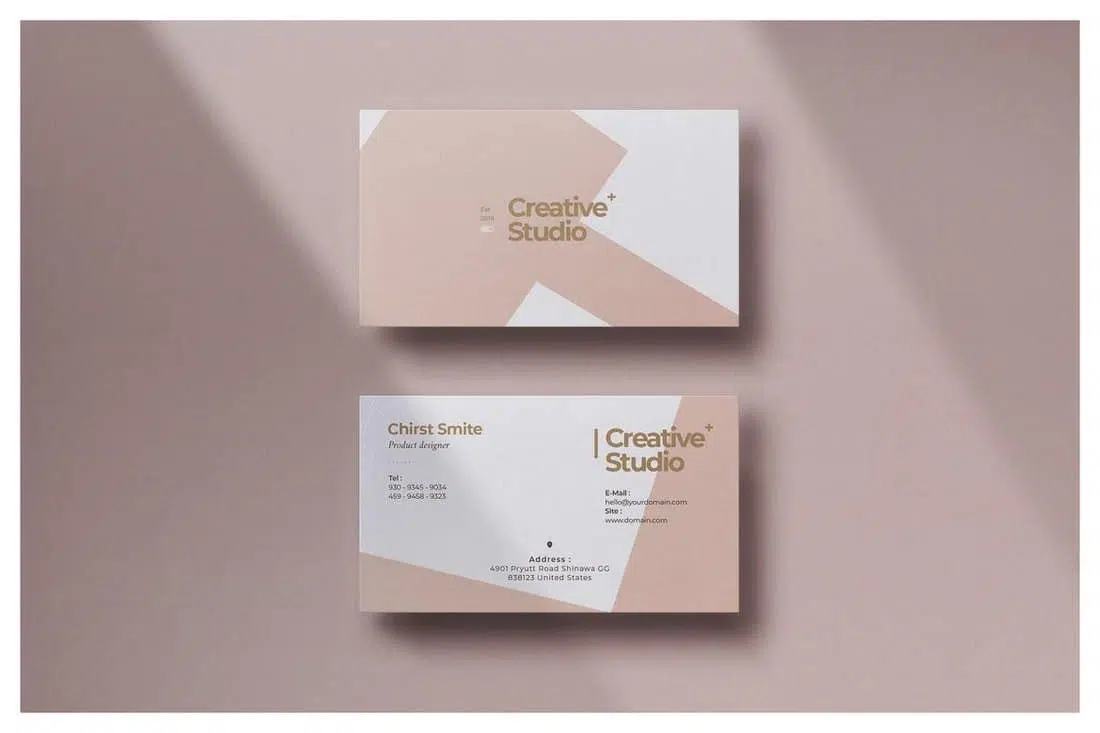 Est
Creative+
Studio
Chirst Smite
Product designer
Tel :
930 - 9345 - 9034
459 - 9458 - 9323
Creative+
Studio
E-Mail :
hello@yourdomain.com
Site :
www.domain.com
Address :
4901 Pryutt Road Shinawa GG
838123 United States